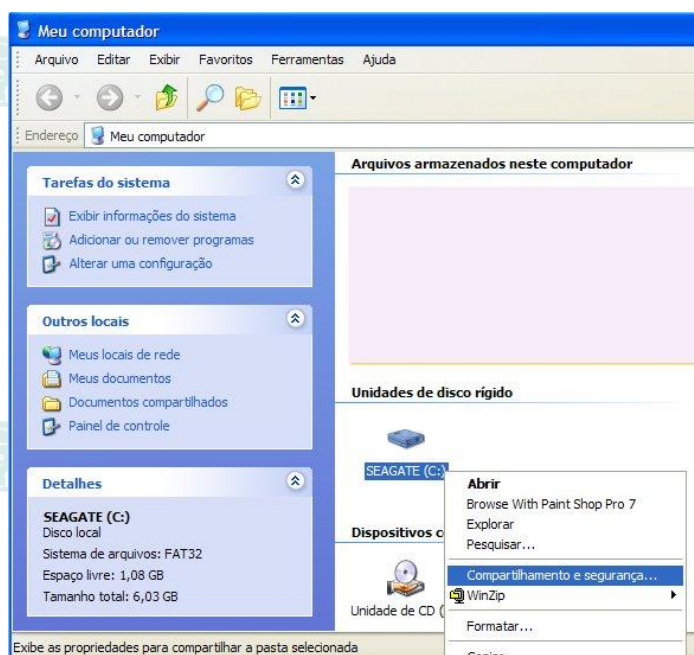 Meu computador
Arquivo Editar Exibir Favoritos Ferramentas Ajuda
Endereço Meu computador
Tarefas do sistema
Exibir informações do sistema
Adicionar ou remover programas
Alterar uma configuração
Outros locais
Meus locais de rede
Meus documentos
Documentos compartilhados
Painel de controle
Detalhes
SEAGATE (C:)
Disco local
Sistema de arquivos: FAT32
Espaço livre: 1,08 GB
Tamanho total: 6,03 GB
Arquivos armazenados neste computador
Unidades de disco rígido
SEAGATE (C:)
Dispositivos c
Unidade de CD (
Abrir
Browse With Paint Shop Pro 7
Explorar
Pesquisar...
Compartilhamento e segurança...
WinZip
Formatar...
Exibe as propriedades para compartilhar a pasta selecionada